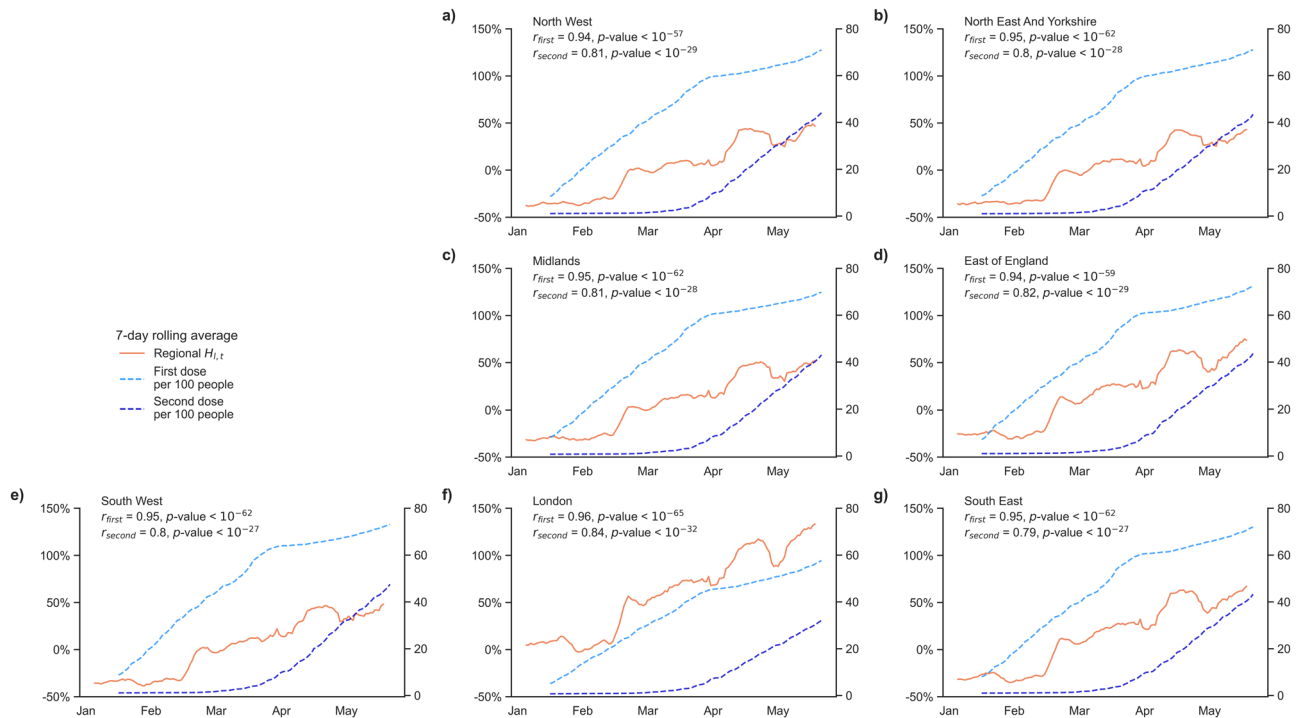 a)
North West
r_first = 0.94, p-value < 10^−57
r_second = 0.81, p-value < 10^−29
150%
100%
50%
0%
-50%
80
60
40
20
0
Jan Feb Mar Apr May
b)
North East And Yorkshire
r_first = 0.95, p-value < 10^−62
r_second = 0.8, p-value < 10^−28
150%
100%
50%
0%
-50%
80
60
40
20
0
Jan Feb Mar Apr May
7-day rolling average
Regional H_l,t
First dose
per 100 people
Second dose
per 100 people
c)
Midlands
r_first = 0.95, p-value < 10^−62
r_second = 0.81, p-value < 10^−28
150%
100%
50%
0%
-50%
80
60
40
20
0
Jan Feb Mar Apr May
d)
East of England
r_first = 0.94, p-value < 10^−59
r_second = 0.82, p-value < 10^−29
150%
100%
50%
0%
-50%
80
60
40
20
0
Jan Feb Mar Apr May
e)
South West
r_first = 0.95, p-value < 10^−62
r_second = 0.8, p-value < 10^−27
150%
100%
50%
0%
-50%
80
60
40
20
0
Jan Feb Mar Apr May
f)
London
r_first = 0.96, p-value < 10^−65
r_second = 0.84, p-value < 10^−32
150%
100%
50%
0%
-50%
80
60
40
20
0
Jan Feb Mar Apr May
g)
South East
r_first = 0.95, p-value < 10^−62
r_second = 0.79, p-value < 10^−27
150%
100%
50%
0%
-50%
80
60
40
20
0
Jan Feb Mar Apr May